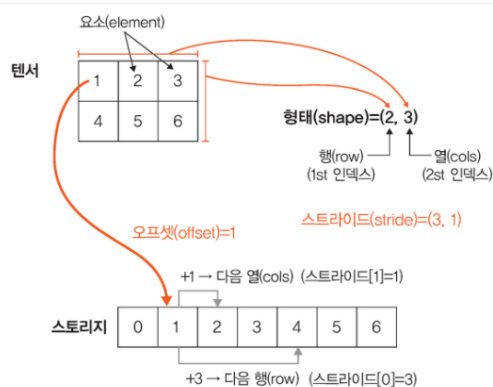 요소(element)
텐서
1 2 3
4 5 6
형태(shape)=(2, 3)
행(row) 열(cols)
(1st 인덱스) (2st 인덱스)
스트라이드(stride)=(3, 1)
오프셋(offset)=1
+1 → 다음 열(cols) (스트라이드[1]=1)
스토리지 0 1 2 3 4 5 6
+3 → 다음 행(row) (스트라이드[0]=3)